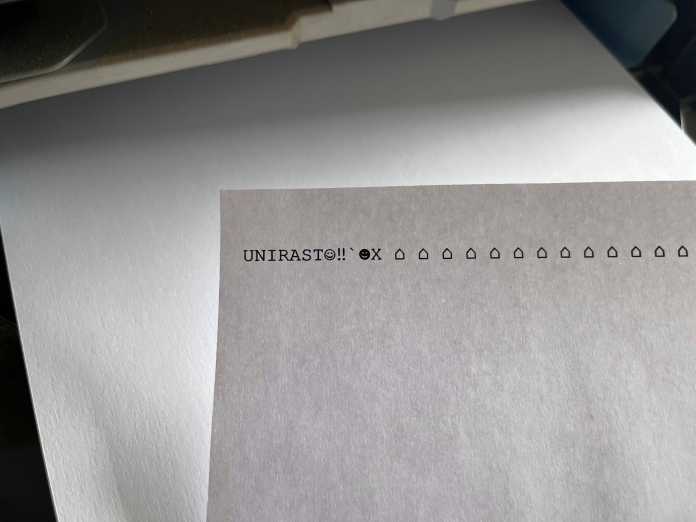 UNIRAST☺‼`☻X ⌂ ⌂ ⌂ ⌂ ⌂ ⌂ ⌂ ⌂ ⌂ ⌂ ⌂ ⌂ ⌂